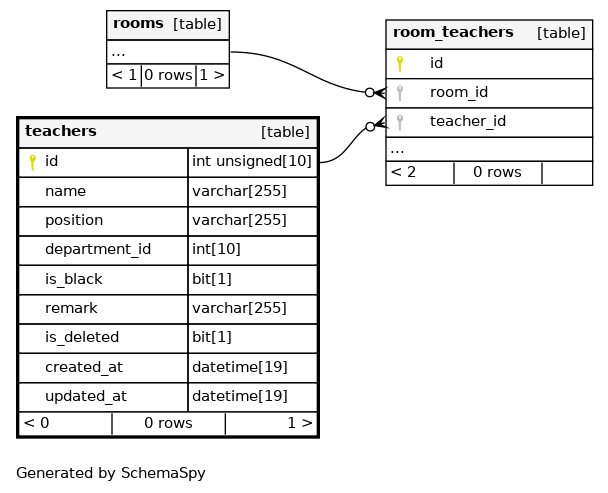 rooms [table]
...
< 1 0 rows 1 >
room_teachers [table]
id
room_id
teacher_id
...
< 2 0 rows
teachers [table]
id int unsigned[10]
name varchar[255]
position varchar[255]
department_id int[10]
is_black bit[1]
remark varchar[255]
is_deleted bit[1]
created_at datetime[19]
updated_at datetime[19]
< 0 0 rows 1 >
Generated by SchemaSpy